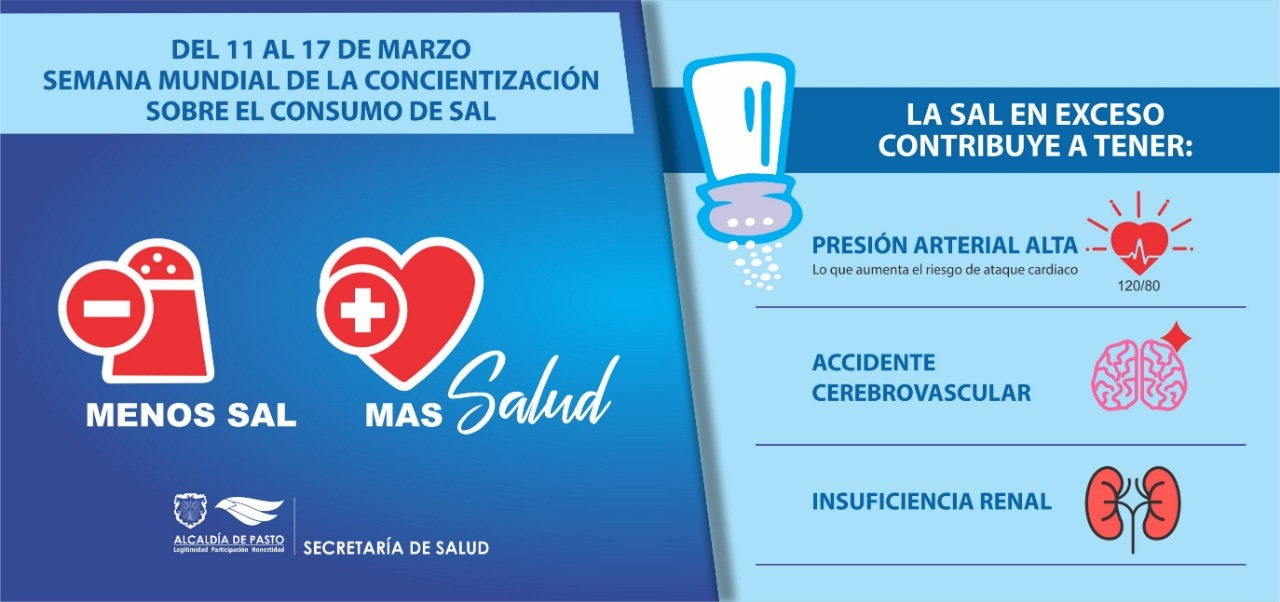 DEL 11 AL 17 DE MARZO
SEMANA MUNDIAL DE LA CONCIENTIZACIÓN
SOBRE EL CONSUMO DE SAL
MENOS SAL
MAS Salud
ALCALDÍA DE PASTO
Legitimidad Participación Honestidad
SECRETARÍA DE SALUD
LA SAL EN EXCESO
CONTRIBUYE A TENER:
PRESIÓN ARTERIAL ALTA
Lo que aumenta el riesgo de ataque cardiaco
120/80
ACCIDENTE
CEREBROVASCULAR
INSUFICIENCIA RENAL